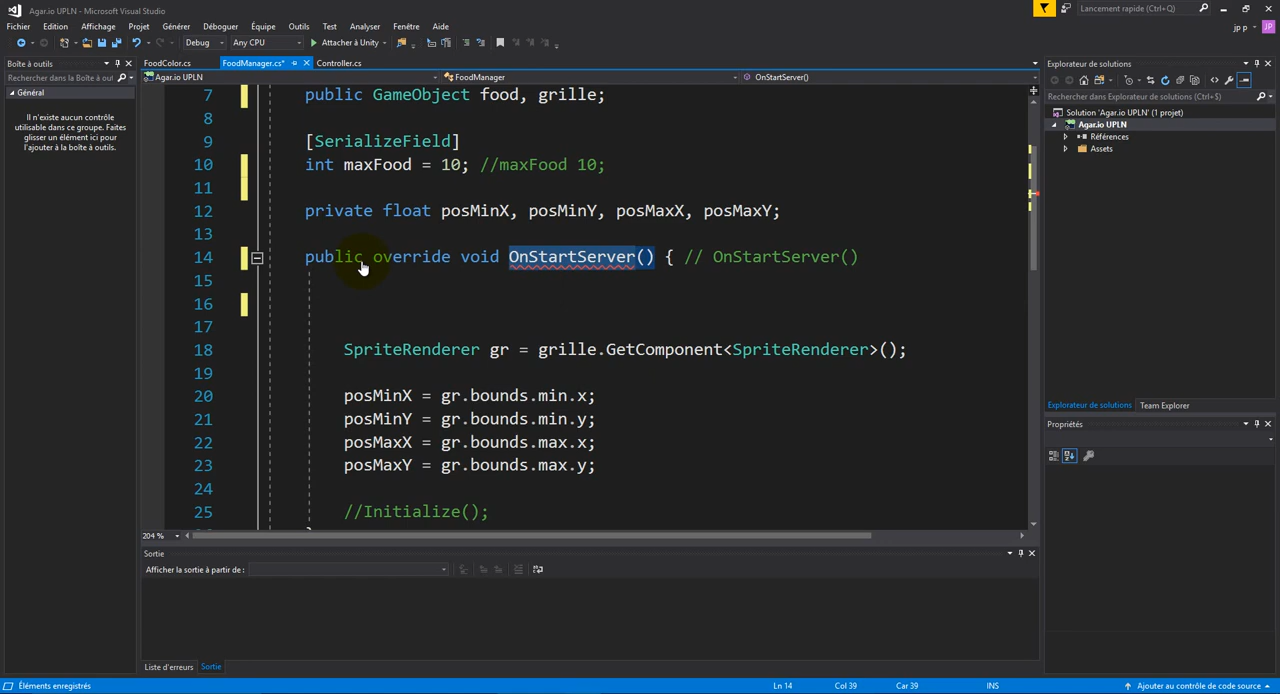 Agar.io UPLN - Microsoft Visual Studio
Lancement rapide (Ctrl+Q)
Fichier Edition Affichage Projet Générer Déboguer Équipe Outils Test Analyser Fenêtre Aide
jp p JP
Debug Any CPU Attacher à Unity
Boîte à outils
FoodColor.cs FoodManager.cs* Controller.cs
Explorateur de solutions
Rechercher dans la Boîte à out
Agar.io UPLN FoodManager OnStartServer()
Général
Il n'existe aucun contrôle
utilisable dans ce groupe. Faites
glisser un élément ici pour
l'ajouter à la boîte à outils.
7 public GameObject food, grille;
8
9 [SerializeField]
10 int maxFood = 10; //maxFood 10;
11
12 private float posMinX, posMinY, posMaxX, posMaxY;
13
14 public override void OnStartServer() { // OnStartServer()
15
16
17
18 SpriteRenderer gr = grille.GetComponent<SpriteRenderer>();
19
20 posMinX = gr.bounds.min.x;
21 posMinY = gr.bounds.min.y;
22 posMaxX = gr.bounds.max.x;
23 posMaxY = gr.bounds.max.y;
24
25 //Initialize();
204 %
Rechercher dans Explorateur de solutions (Ctrl+$)
Solution 'Agar.io UPLN' (1 projet)
Agar.io UPLN
Références
Assets
Explorateur de solutions Team Explorer
Propriétés
Sortie
Afficher la sortie à partir de :
Liste d'erreurs Sortie
Éléments enregistrés Ln 14 Col 39 Car 39 INS Ajouter au contrôle de code source